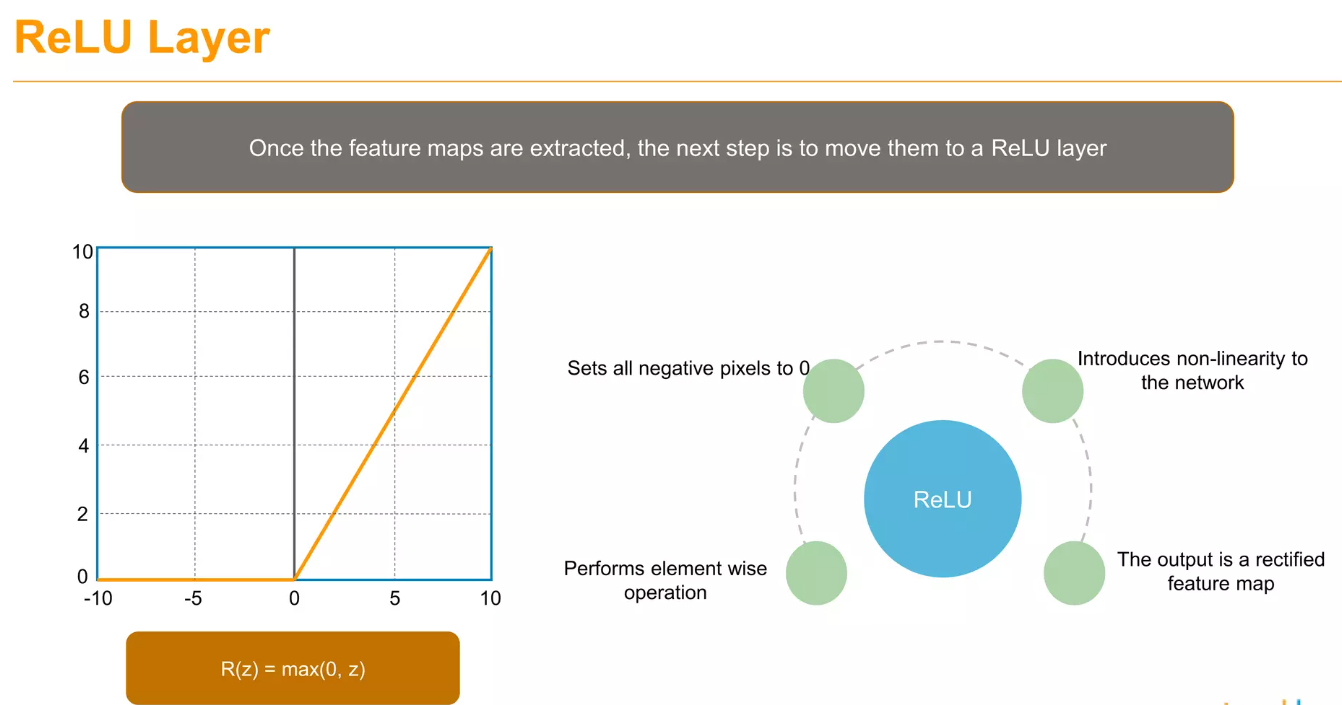 ReLU Layer
Once the feature maps are extracted, the next step is to move them to a ReLU layer
10
8
6
4
2
0
-10
-5
0
5
10
R(z) = max(0, z)
Sets all negative pixels to 0
Introduces non-linearity to
the network
ReLU
Performs element wise
operation
The output is a rectified
feature map